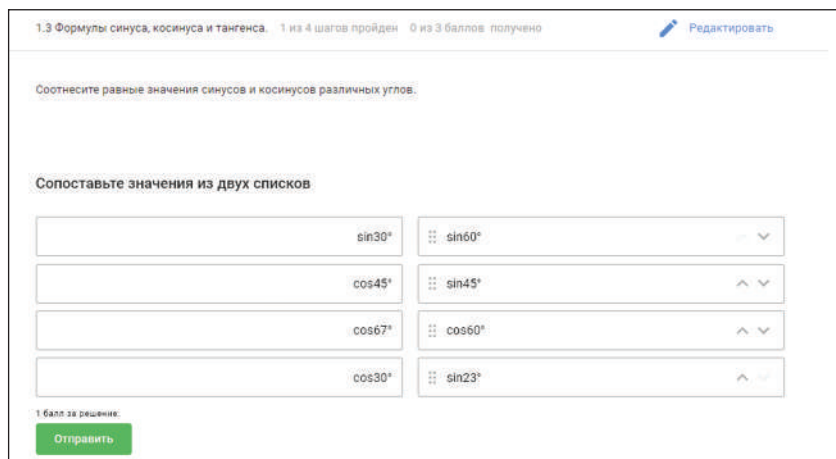 1.3 Формулы синуса, косинуса и тангенса. 1 из 4 шагов пройден 0 из 3 баллов получено Редактировать
Соотнесите равные значения синусов и косинусов различных углов.
Сопоставьте значения из двух списков
sin30° sin60°
cos45° sin45°
cos67° cos60°
cos30° sin23°
1 балл за решение.
Отправить